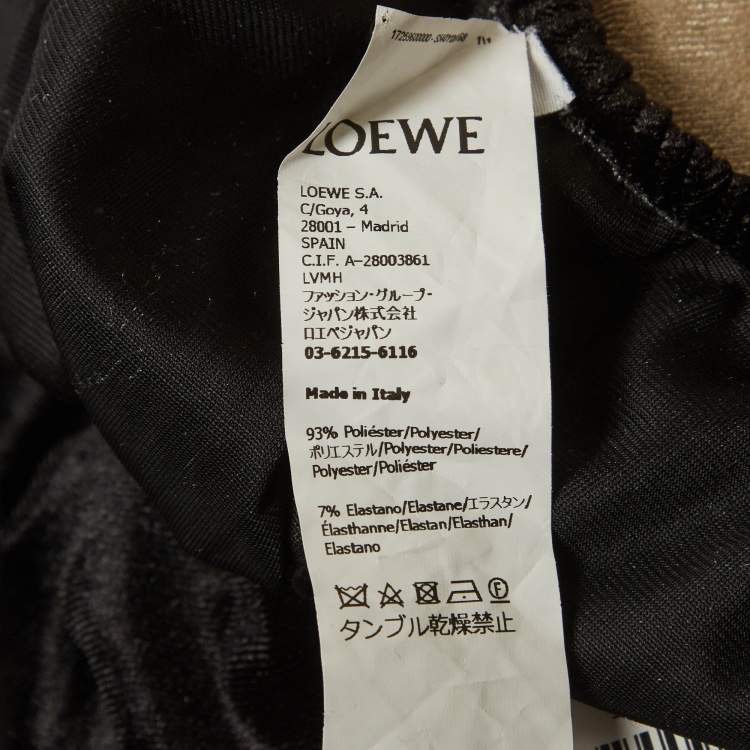 LOEWE
LOEWE S.A.
C/Goya, 4
28001 – Madrid
SPAIN
C.I.F. A-28003861
LVMH
ファッション・グループ・
ジャパン株式会社
ロエベジャパン
03-6215-6116
Made in Italy
93% Poliéster/Polyester/
ポリエステル/Polyester/Poliestere/
Polyester/Poliéster
7% Elastano/Elastane/エラスタン/
Élasthanne/Elastan/Elasthan/
Elastano
F
タンブル乾燥禁止